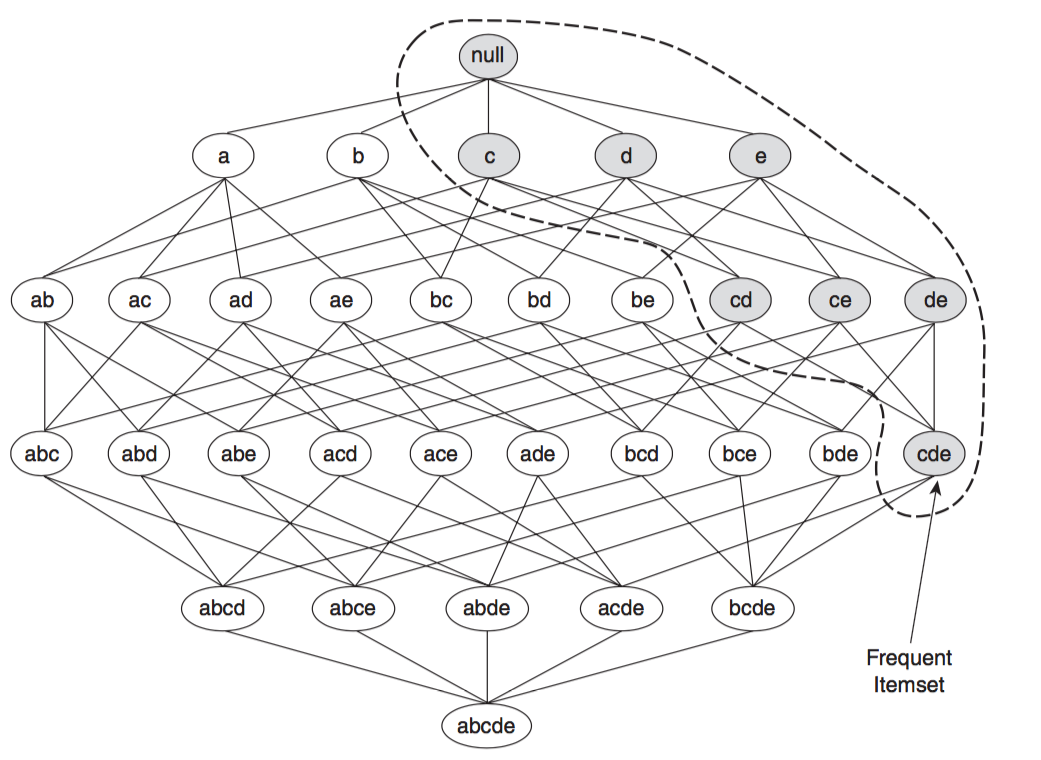 null
a b c d e
ab ac ad ae bc bd be cd ce de
abc abd abe acd ace ade bcd bce bde cde
abcd abce abde acde bcde
Frequent
Itemset
abcde